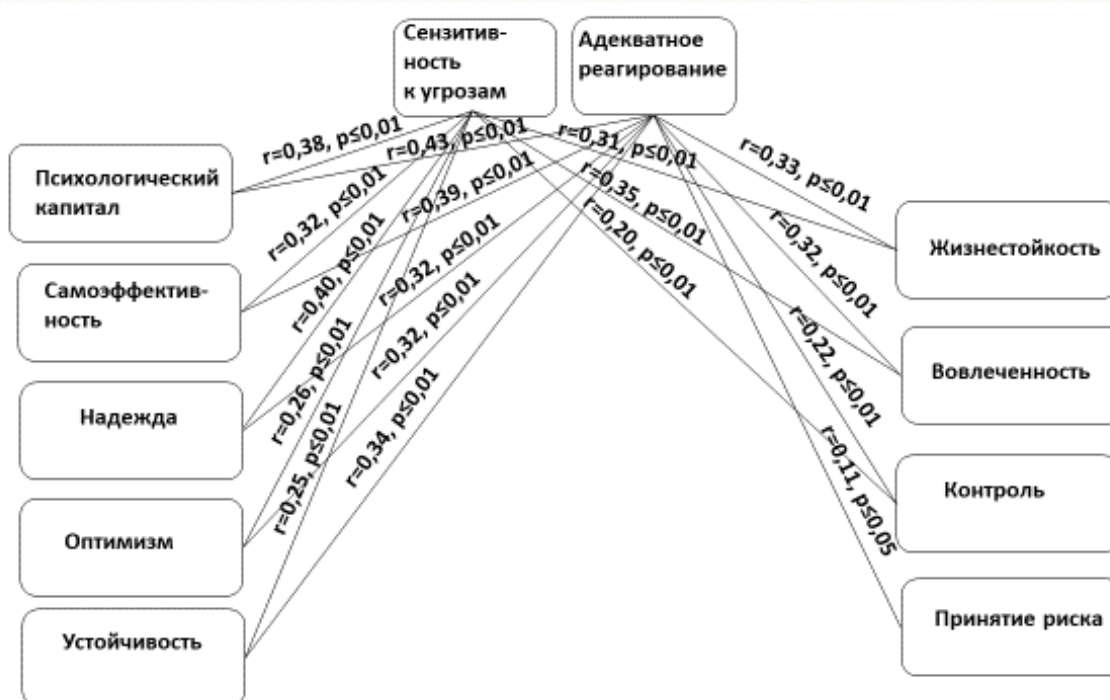 Сензитив-
ность
к угрозам
Адекватное
реагирование
r=0,38, p≤0,01
r=0,43, p≤0,01
r=0,31, p≤0,01
r=0,33, p≤0,01
Психологический
капитал
r=0,32, p≤0,01
r=0,39, p≤0,01
r=0,35, p≤0,01
r=0,20, p≤0,01
r=0,32, p≤0,01
Жизнестойкость
Самоэффектив-
ность
r=0,40, p≤0,01
r=0,32, p≤0,01
r=0,32, p≤0,01
r=0,22, p≤0,01
Вовлеченность
Надежда
r=0,26, p≤0,01
r=0,25, p≤0,01
r=0,34, p≤0,01
r=0,11, p≤0,05
Контроль
Оптимизм
Принятие риска
Устойчивость